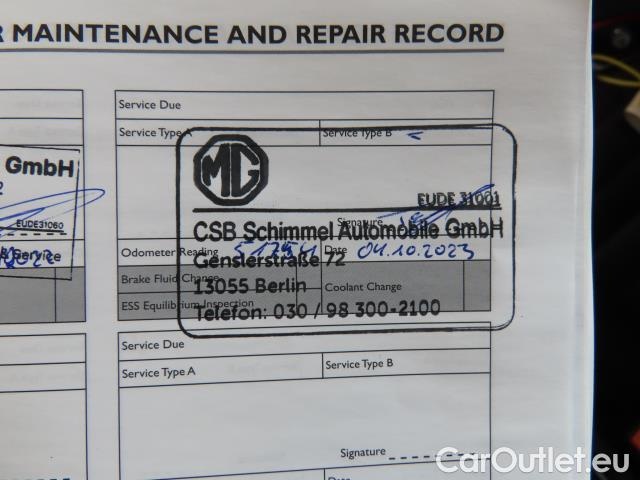 R MAINTENANCE AND REPAIR RECORD
Service Due
Service Type A
Service Type B
MG
GmbH
EUDE31060
EUDE 31001
Signature
CSB Schimmel Automobile GmbH
Service
Odometer Reading
Date 04.10.2023
Genslerstraße 72
Brake Fluid Change
Coolant Change
13055 Berlin
ESS Equilibrium Inspection
Telefon: 030 / 98 300-2100
Service Due
Service Type A
Service Type B
Signature
Date
CarOutlet.eu